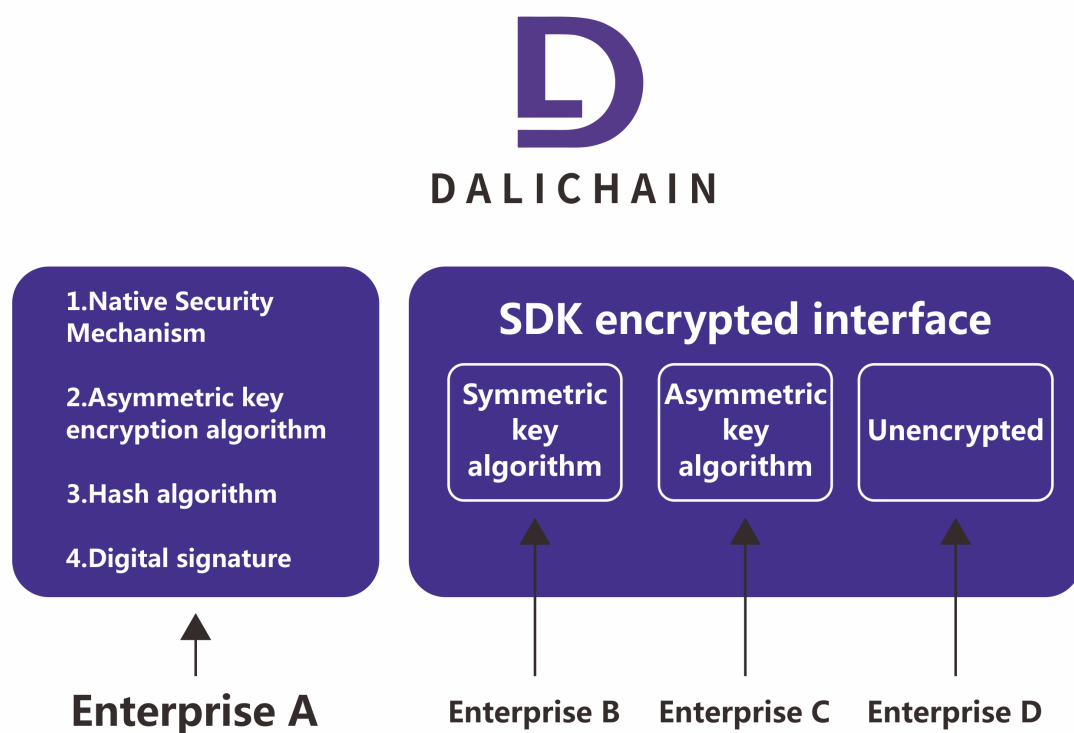 DALICHAIN
1.Native Security
Mechanism
2.Asymmetric key
encryption algorithm
3.Hash algorithm
4.Digital signature
SDK encrypted interface
Symmetric
key
algorithm
Asymmetric
key
algorithm
Unencrypted
Enterprise A
Enterprise B
Enterprise C
Enterprise D